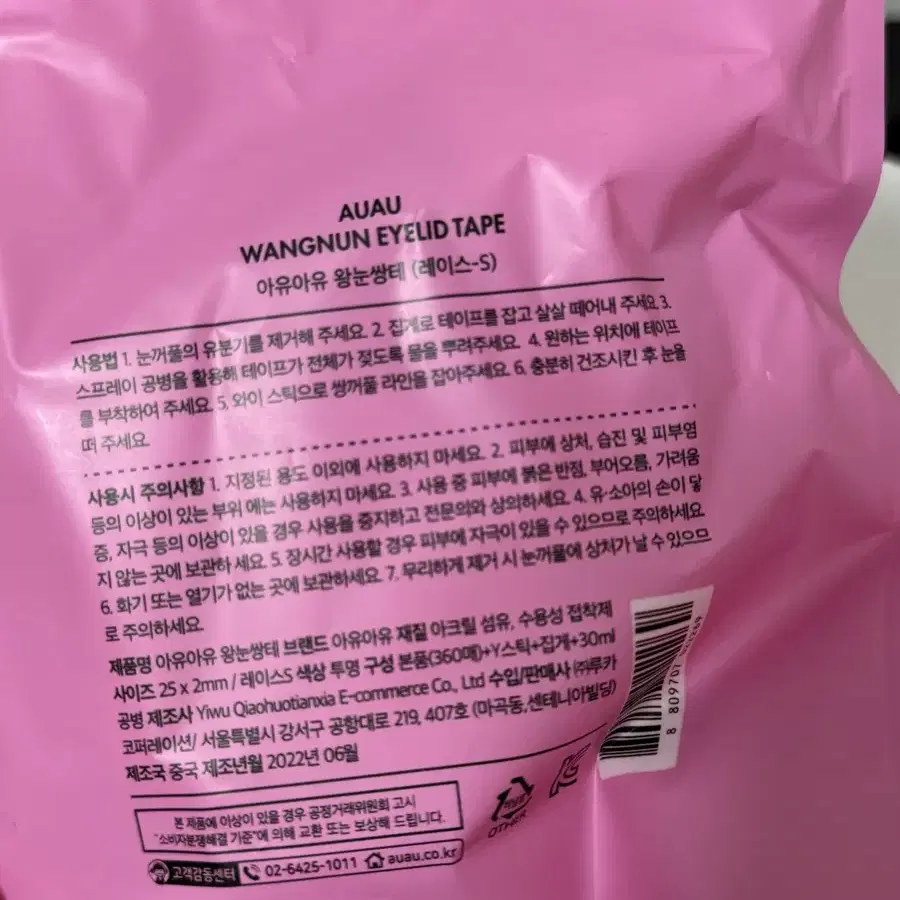 AUAU
WANGNUN EYELID TAPE
아유아유 왕눈쌍테 (레이스-S)
사용법 1. 눈꺼풀의 유분기를 제거해 주세요. 2. 집게로 테이프를 잡고 살살 떼어내 주세요 3.
스프레이 공병을 활용해 테이프가 전체가 젖도록 물을 뿌려주세요. 4. 원하는 위치에 테이프
를 부착하여 주세요. 5. 와이 스틱으로 쌍꺼풀 라인을 잡아주세요. 6. 충분히 건조시킨 후 눈을
떠 주세요.
사용시 주의사항 1. 지정된 용도 이외에 사용하지 마세요. 2. 피부에 상처, 습진 및 피부염
등의 이상이 있는 부위 에는 사용하지 마세요. 3. 사용 중 피부에 붉은 반점, 부어오름, 가려움
증, 자극 등의 이상이 있을 경우 사용을 중지하고 전문의와 상의하세요. 4. 유·소아의 손이 닿
지 않는 곳에 보관하 세요. 5. 장시간 사용할 경우 피부에 자극이 있을 수 있으므로 주의하세요.
6. 화기 또는 열기가 없는 곳에 보관하세요. 7. 무리하게 제거 시 눈꺼풀에 상처가 날 수 있으므
로 주의하세요.
제품명 아유아유 왕눈쌍테 브랜드 아유아유 재질 아크릴 섬유, 수용성 접착제
사이즈 25 x 2mm / 레이스S 색상 투명 구성 본품(360매)+Y스틱+집게+30ml
공병 제조사 Yiwu Qiaohuotianxia E-commerce Co., Ltd 수입/판매사 ㈜루카
코퍼레이션/ 서울특별시 강서구 공항대로 219, 407호 (마곡동,센테니아빌딩)
제조국 중국 제조년월 2022년 06월
8 80970
본 제품에 이상이 있을 경우 공정거래위원회 고시
"소비자분쟁해결 기준"에 의해 교환 또는 보상해 드립니다.
OTHER
고객감동센터 02-6425-1011 auau.co.kr